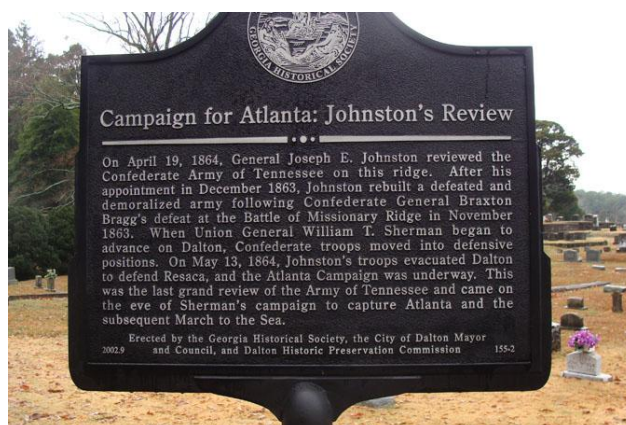 GEORGIA HISTORICAL SOCIETY
Campaign for Atlanta: Johnston's Review
On April 19, 1864, General Joseph E. Johnston reviewed the
Confederate Army of Tennessee on this ridge. After his
appointment in December 1863, Johnston rebuilt a defeated and
demoralized army following Confederate General Braxton
Bragg's defeat at the Battle of Missionary Ridge in November
1863. When Union General William T. Sherman began to
advance on Dalton, Confederate troops moved into defensive
positions. On May 13, 1864, Johnston's troops evacuated Dalton
to defend Resaca, and the Atlanta Campaign was underway. This
was the last grand review of the Army of Tennessee and came on
the eve of Sherman's campaign to capture Atlanta and the
subsequent March to the Sea.
Erected by the Georgia Historical Society, the City of Dalton Mayor
2002.9 and Council, and Dalton Historic Preservation Commission 155-2